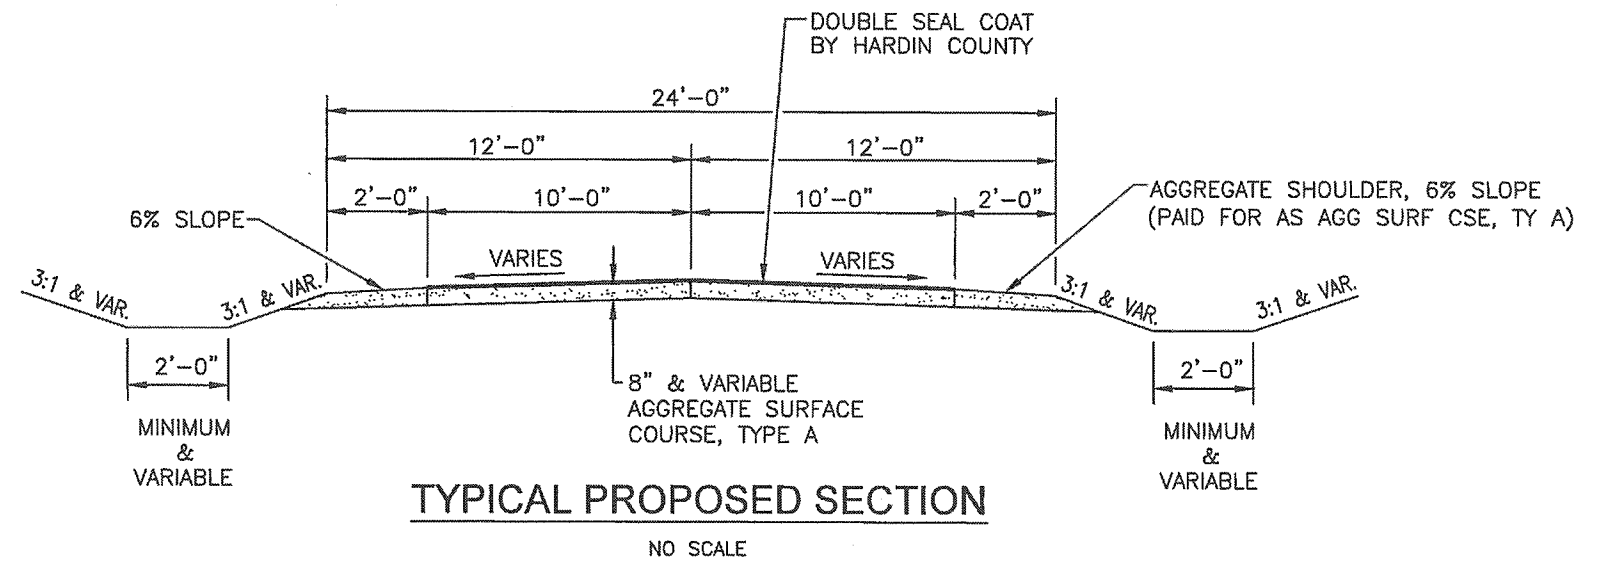 DOUBLE SEAL COAT
BY HARDIN COUNTY
24'-0"
12'-0"
12'-0"
2'-0"
10'-0"
10'-0"
2'-0"
6% SLOPE
AGGREGATE SHOULDER, 6% SLOPE
(PAID FOR AS AGG SURF CSE, TY A)
VARIES
VARIES
3:1 & VAR.
3:1 & VAR.
3:1 & VAR.
3:1 & VAR.
2'-0"
MINIMUM
&
VARIABLE
8" & VARIABLE
AGGREGATE SURFACE
COURSE, TYPE A
2'-0"
MINIMUM
&
VARIABLE
TYPICAL PROPOSED SECTION
NO SCALE